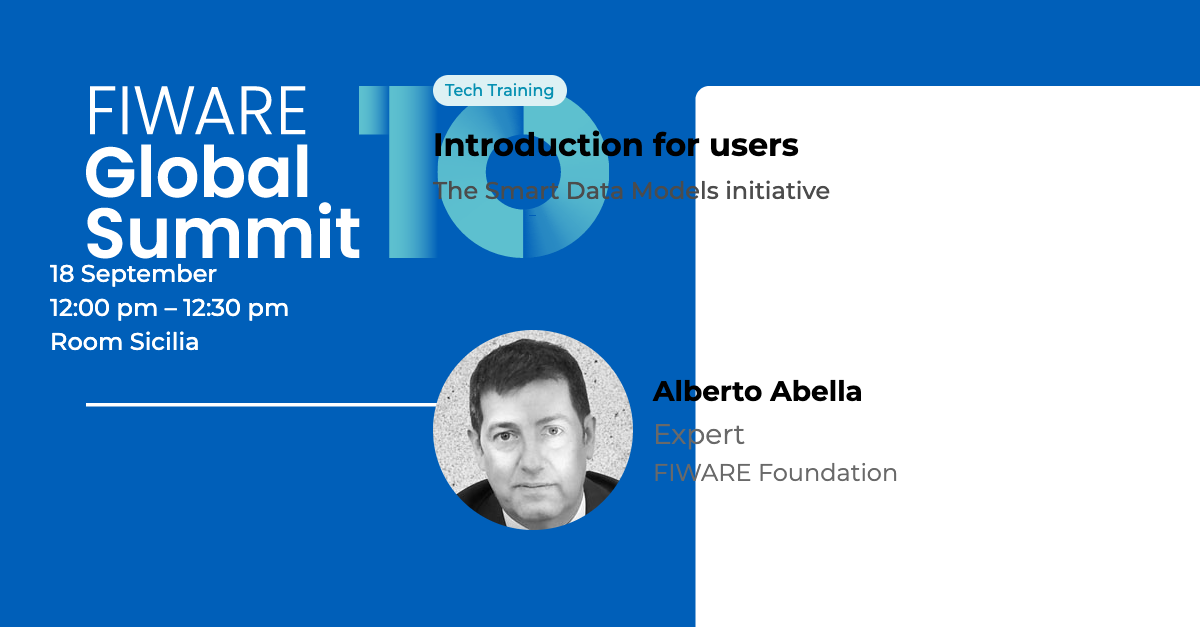 FIWARE
Global
Summit
10
18 September
12:00 pm – 12:30 pm
Room Sicilia
Tech Training
Introduction for users
The Smart Data Models initiative
Alberto Abella
Expert
FIWARE Foundation